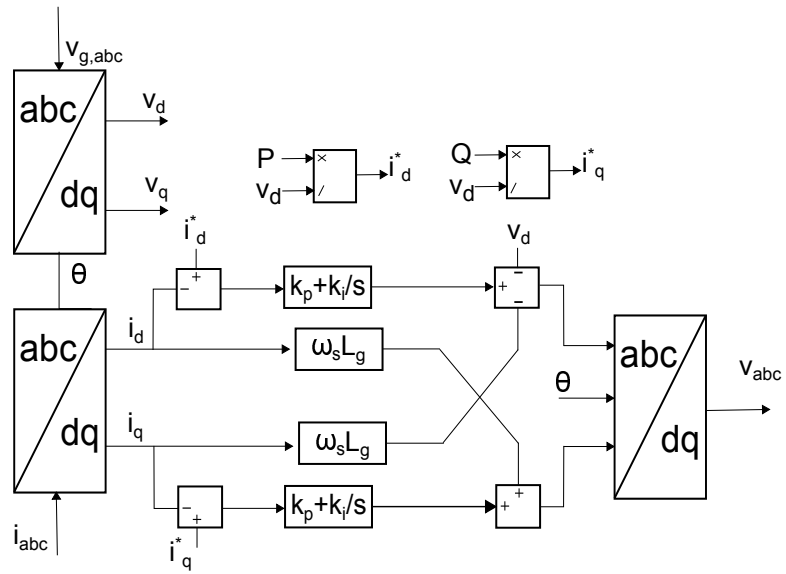 v_g,abc
abc
dq
v_d
v_q
P
×
v_d
/
i*_d
Q
×
v_d
/
i*_q
θ
i*_d
+
−
k_p+k_i/s
v_d
−
+
−
abc
dq
i_d
ω_sL_g
i_q
ω_sL_g
abc
dq
θ
v_abc
−
+
k_p+k_i/s
+
+
i_abc
i*_q